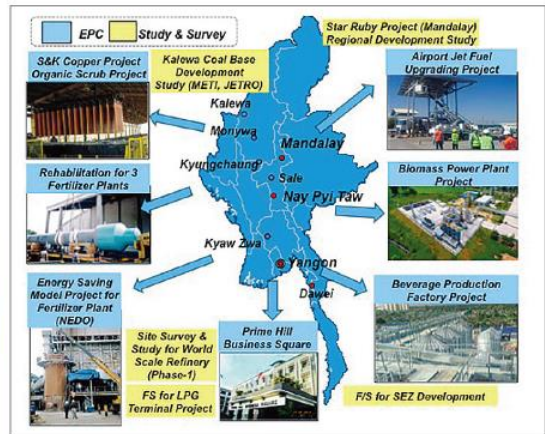 EPC
Study & Survey
Star Ruby Project (Mandalay)
Regional Development Study
S&K Copper Project
Organic Scrub Project
Kalewa Coal Base
Development
Study (METI, JETRO)
Airport Jet Fuel
Upgrading Project
Kalewa
Monywa
Mandalay
Kyungchaung
Sale
Rehabilitation for 3
Fertilizer Plants
Biomass Power Plant
Project
Nay Pyi Taw
Kyaw Zwa
Yangon
Dawei
Energy Saving
Model Project for
Fertilizer Plant
(NEDO)
Site Survey &
Study for World
Scale Refinery
(Phase-1)
FS for LPG
Terminal Project
Prime Hill
Business Square
Beverage Production
Factory Project
F/S for SEZ Development